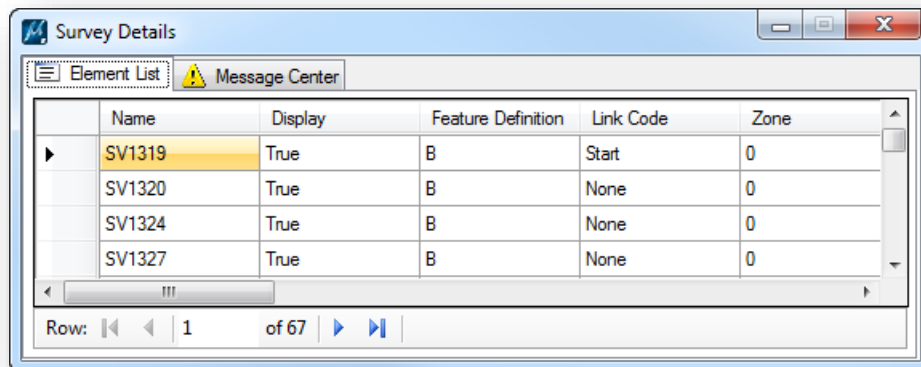 Survey Details
Element List Message Center
Name Display Feature Definition Link Code Zone
SV1319 True B Start 0
SV1320 True B None 0
SV1324 True B None 0
SV1327 True B None 0
Row: 1 of 67